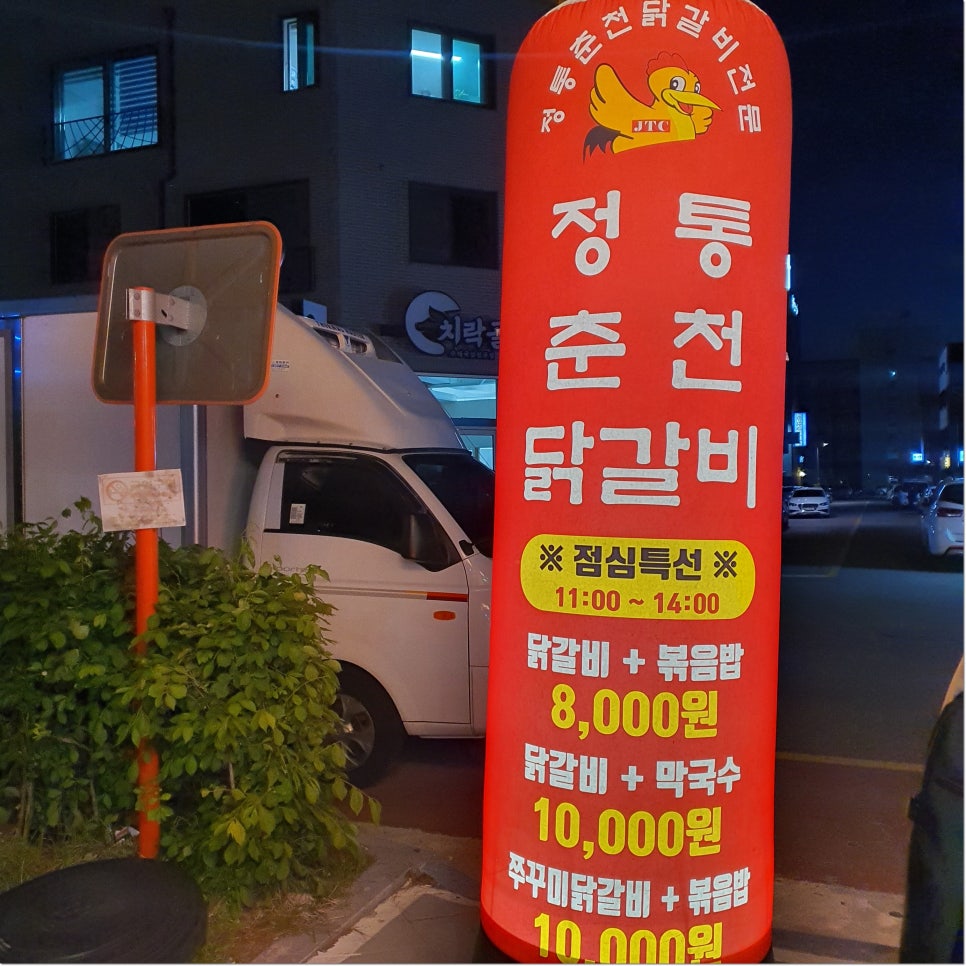 정통춘천닭갈비전문
JTC
정통
춘천
닭갈비
※ 점심특선 ※
11:00 ~ 14:00
닭갈비 + 볶음밥
8,000원
닭갈비 + 막국수
10,000원
쭈꾸미닭갈비 + 볶음밥
10,000원
치락